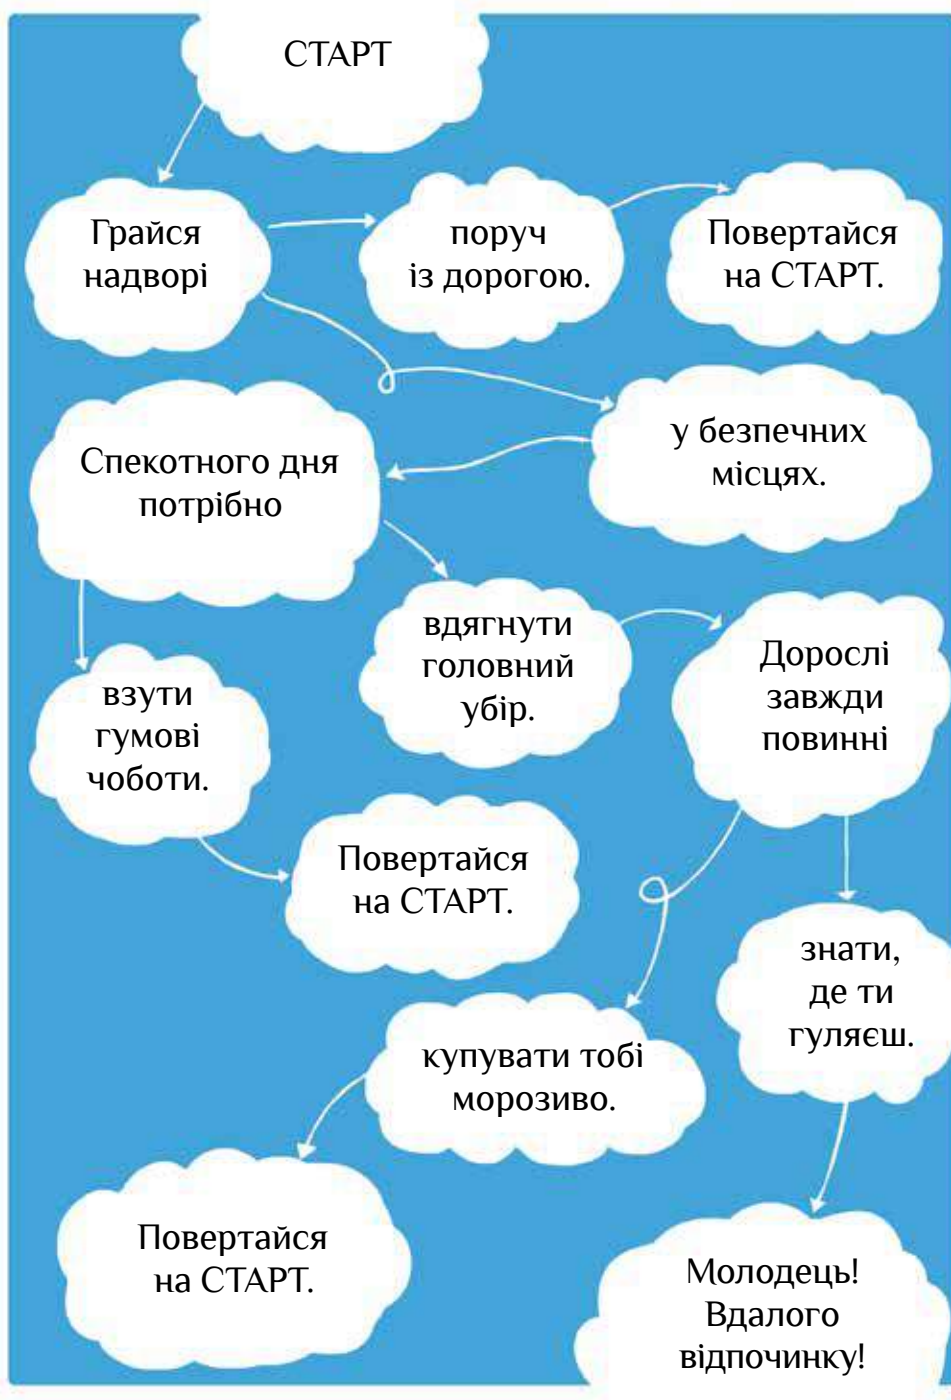 СТАРТ
Грайся
надворі
поруч
із дорогою.
Повертайся
на СТАРТ.
у безпечних
місцях.
Спекотного дня
потрібно
вдягнути
головний
убір.
Дорослі
завжди
повинні
взути
гумові
чоботи.
Повертайся
на СТАРТ.
знати,
де ти
гуляєш.
купувати тобі
морозиво.
Повертайся
на СТАРТ.
Молодець!
Вдалого
відпочинку!